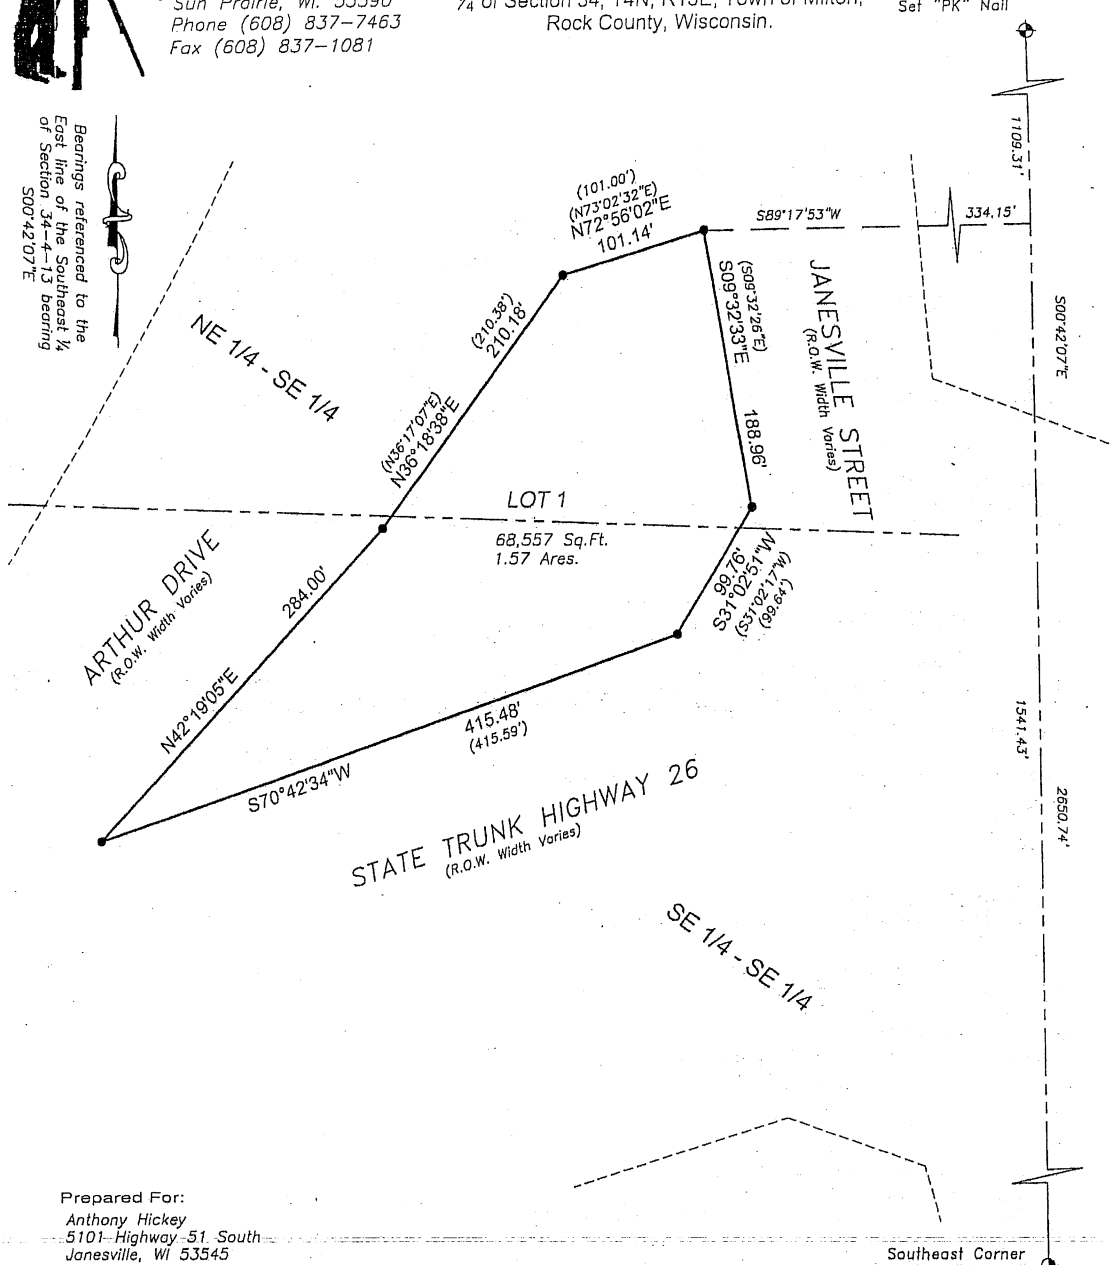 Sun Prairie, WI. 53590
Phone (608) 837-7463
Fax (608) 837-1081
¼ of Section 34, T4N, R13E, Town of Milton,
Rock County, Wisconsin.
Set "PK" Nail
Bearings referenced to the
East line of the Southeast ¼
of Section 34-4-13 bearing
S00°42'07"E
1109.31'
(101.00')
(N73°02'32"E)
N72°56'02"E
101.14'
S89°17'53"W
334.15'
(S09°32'26"E)
S09°32'33"E
188.96'
JANESVILLE STREET
(R.O.W. Width Varies)
S00°42'07"E
(210.38')
210.18'
NE 1/4 - SE 1/4
(N36°17'07"E)
N36°18'38"E
LOT 1
68,557 Sq.Ft.
1.57 Ares.
99.76'
S31°02'51"W
(S31°02'17"W)
(99.64')
ARTHUR DRIVE
(R.O.W. Width Varies)
284.00'
N42°19'05"E
415.48'
(415.59')
S70°42'34"W
STATE TRUNK HIGHWAY 26
(R.O.W. Width Varies)
1541.43'
2650.74'
SE 1/4 - SE 1/4
Prepared For:
Anthony Hickey
5101 Highway 51 South
Janesville, WI 53545
Southeast Corner